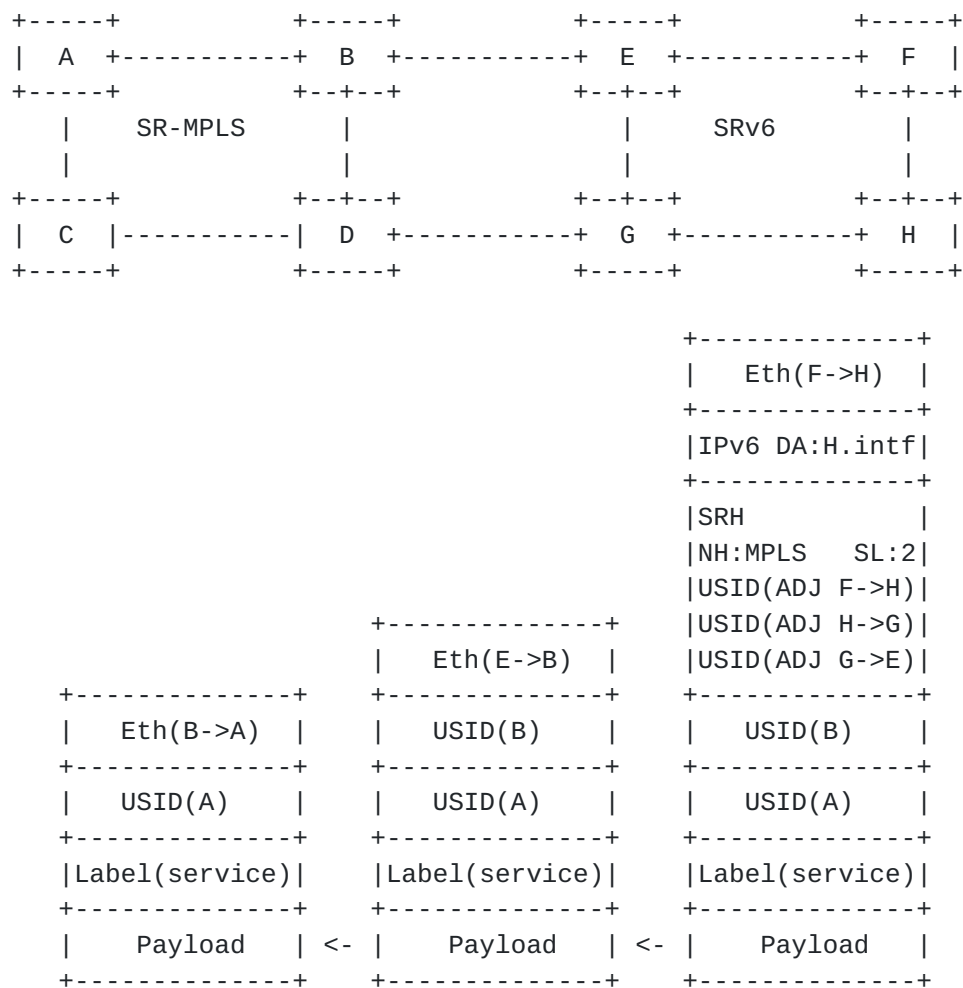 A B E F
SR-MPLS SRv6
C D G H
Eth(F->H)
IPv6 DA:H.intf
SRH
NH:MPLS SL:2
USID(ADJ F->H)
USID(ADJ H->G)
Eth(E->B) USID(ADJ G->E)
Eth(B->A) USID(B) USID(B)
USID(A) USID(A) USID(A)
Label(service) Label(service) Label(service)
Payload <- Payload <- Payload